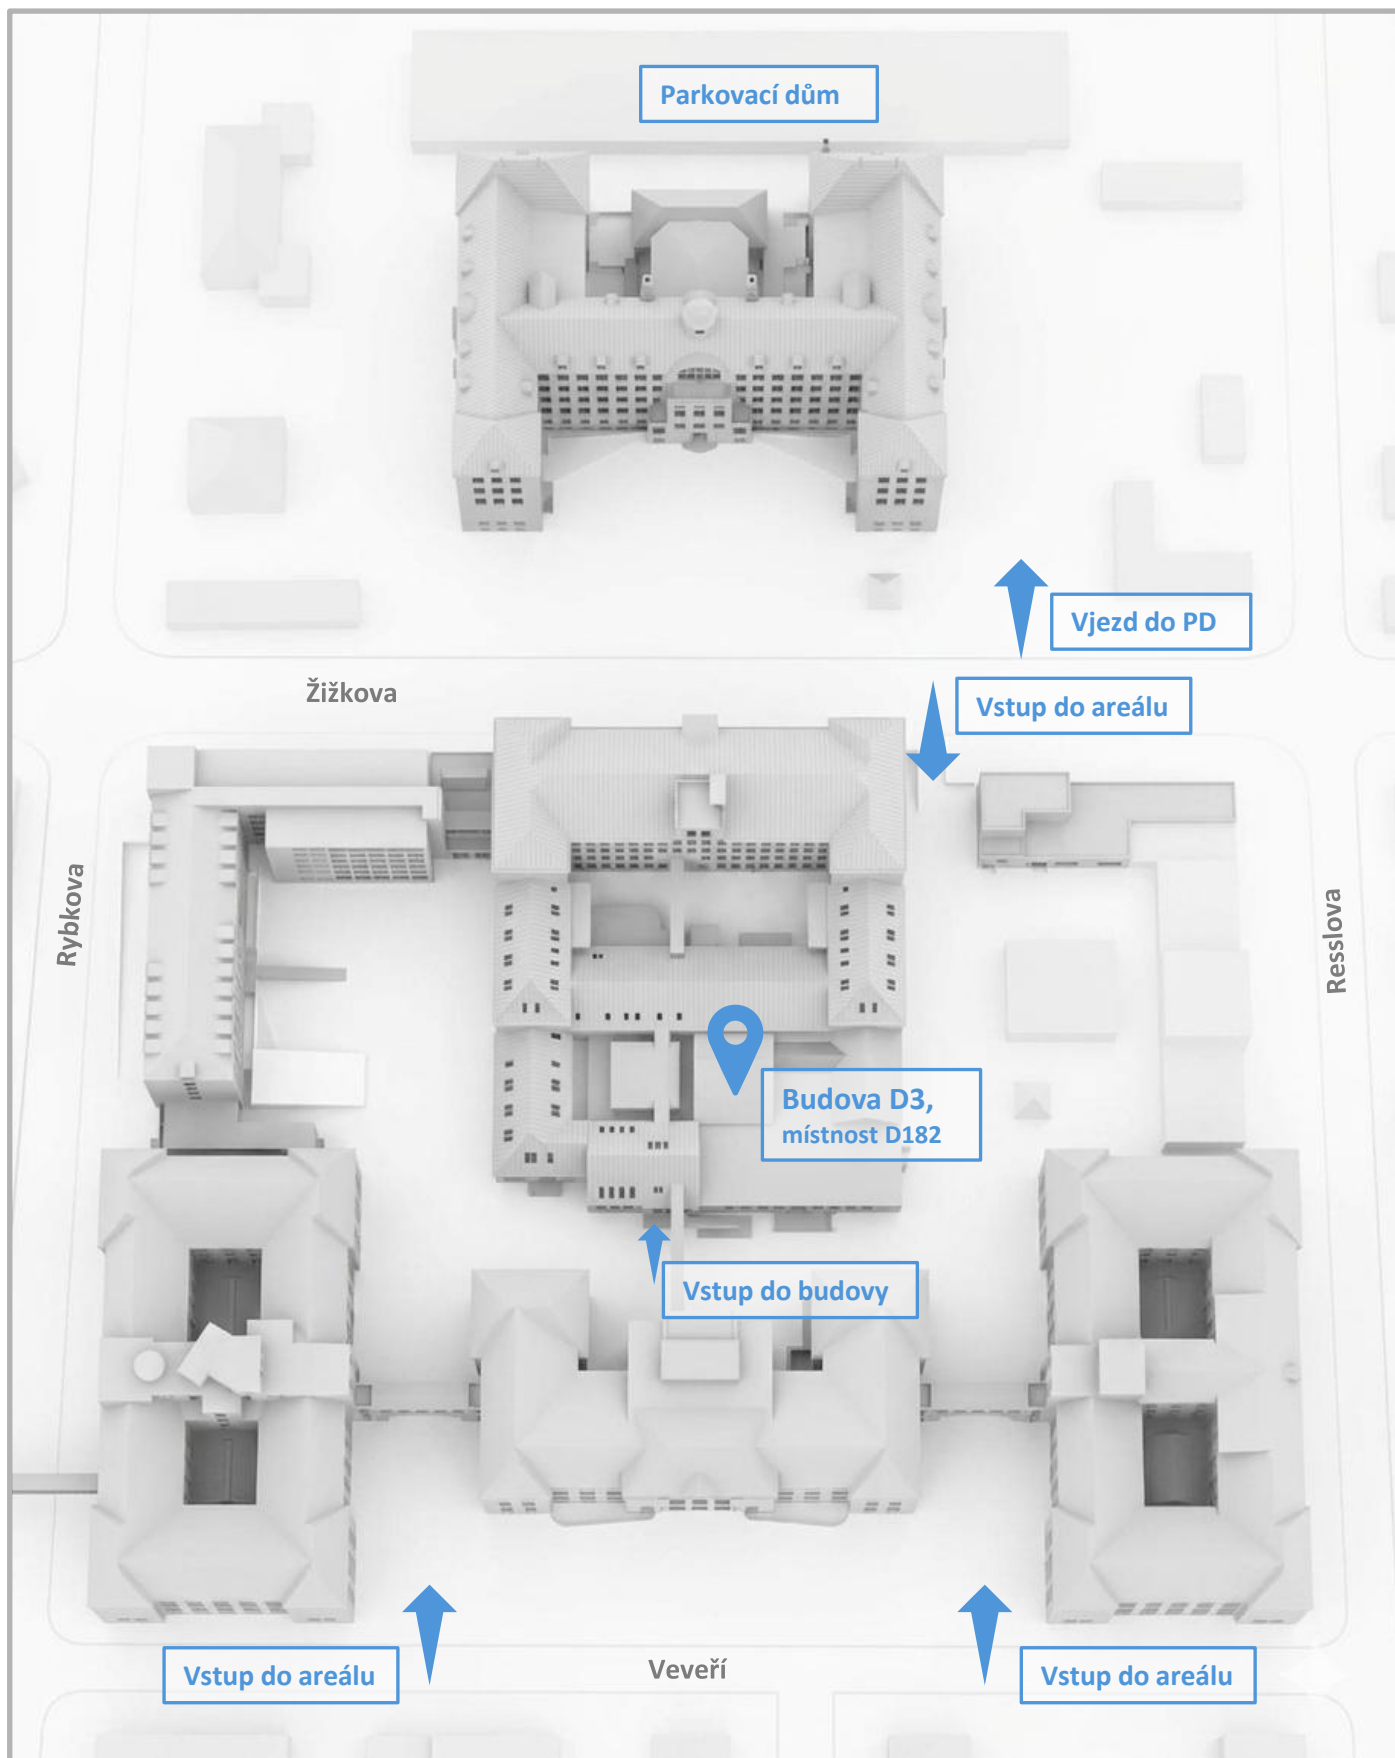 Parkovací dům
Vjezd do PD
Žižkova
Vstup do areálu
Rybkova
Resslova
Budova D3,
místnost D182
Vstup do budovy
Vstup do areálu
Veveří
Vstup do areálu